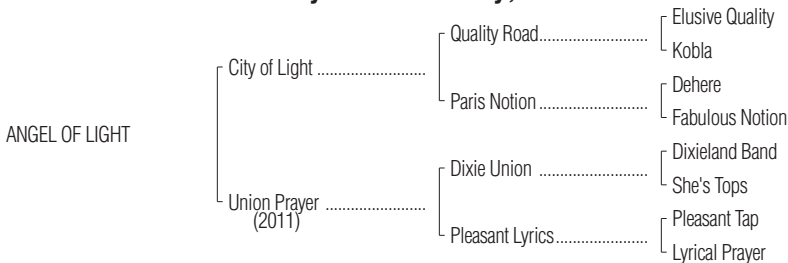 ANGEL OF LIGHT
City of Light ..........................
Union Prayer ........................
(2011)
Quality Road..........................
Paris Notion ..........................
Dixie Union ..........................
Pleasant Lyrics......................
Elusive Quality
Kobla
Dehere
Fabulous Notion
Dixieland Band
She's Tops
Pleasant Tap
Lyrical Prayer